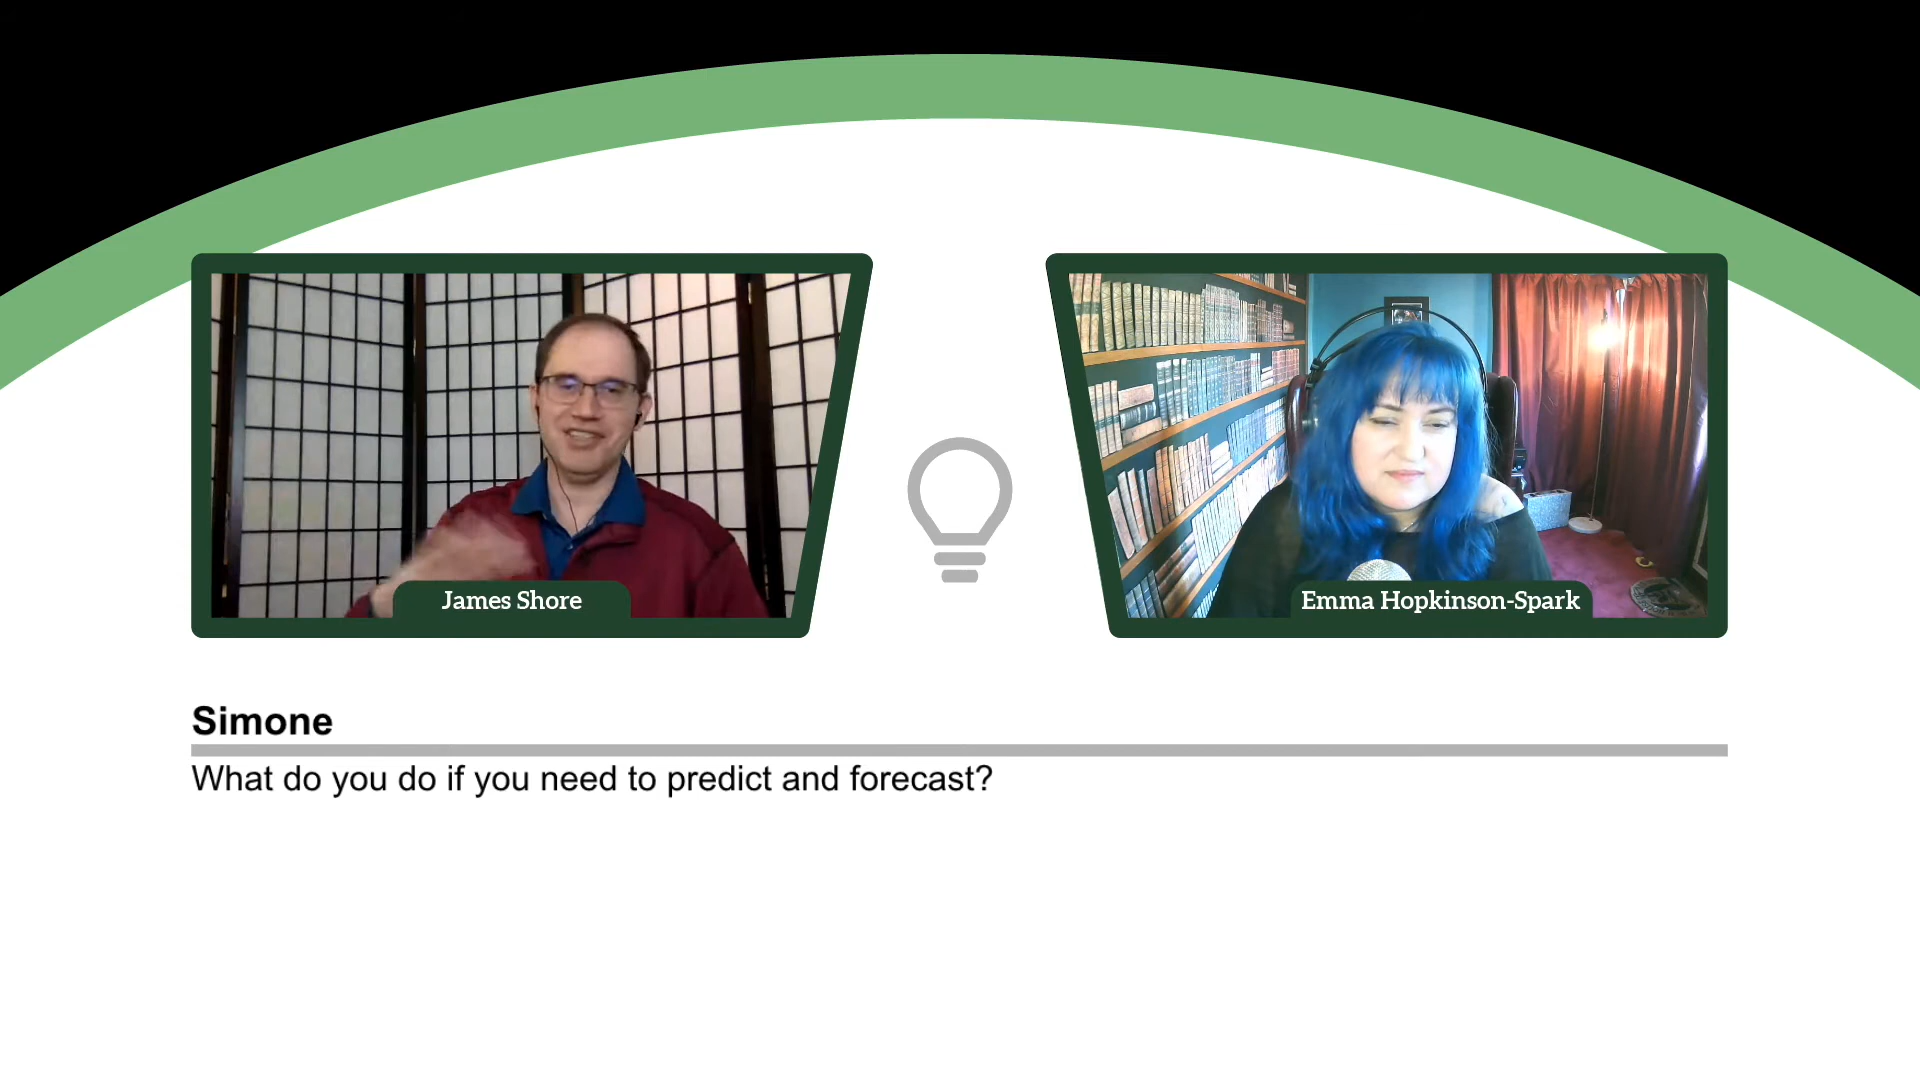 James Shore
Emma Hopkinson-Spark
Simone
What do you do if you need to predict and forecast?